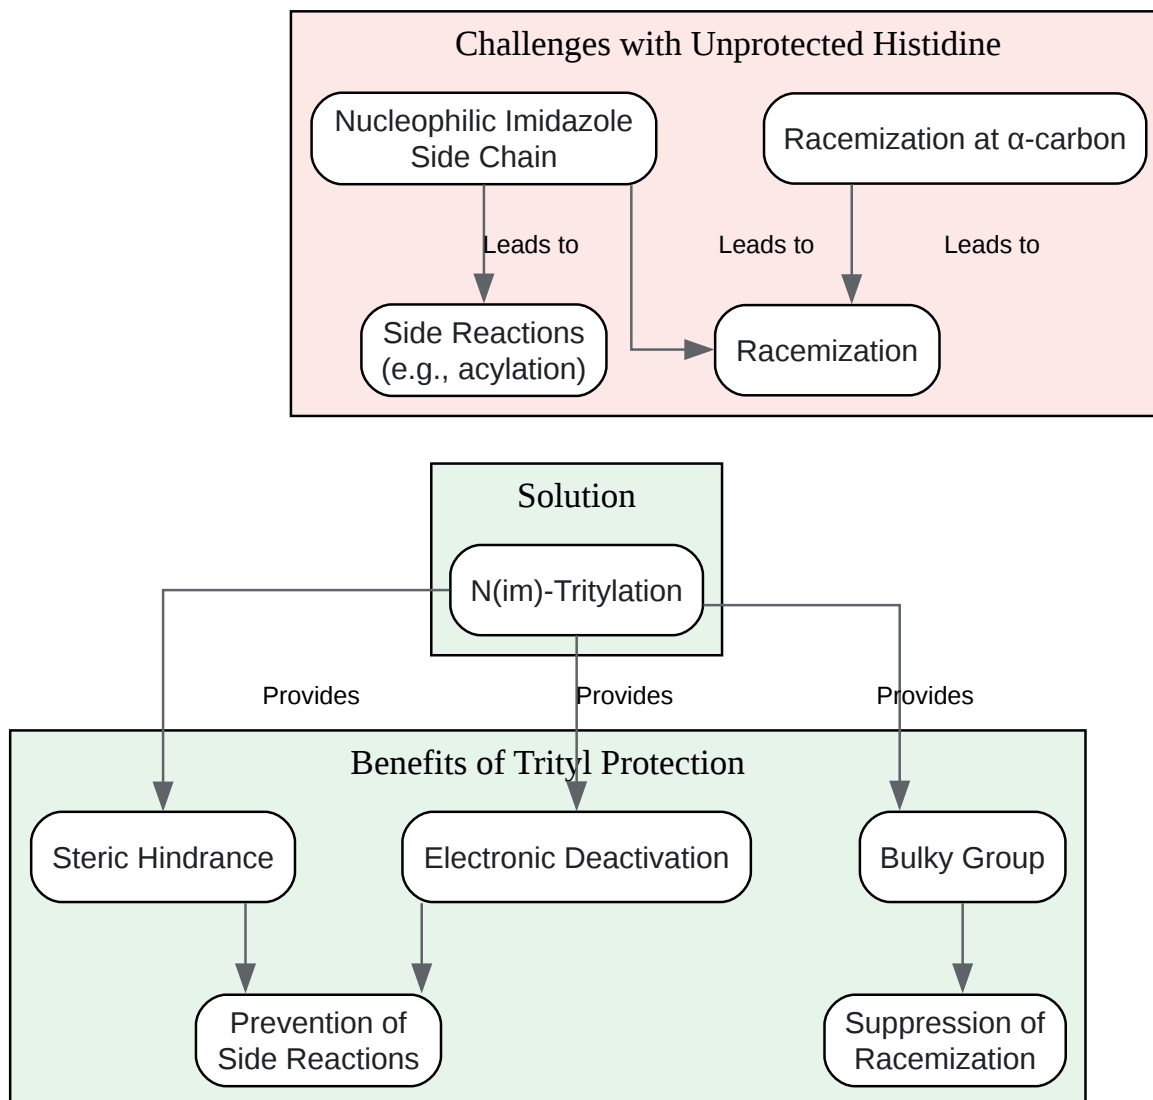 Challenges with Unprotected Histidine
Nucleophilic Imidazole
Side Chain
Racemization at α-carbon
Leads to
Leads to
Leads to
Side Reactions
(e.g., acylation)
Racemization
Solution
N(im)-Tritylation
Provides
Provides
Provides
Benefits of Trityl Protection
Steric Hindrance
Electronic Deactivation
Bulky Group
Prevention of
Side Reactions
Suppression of
Racemization